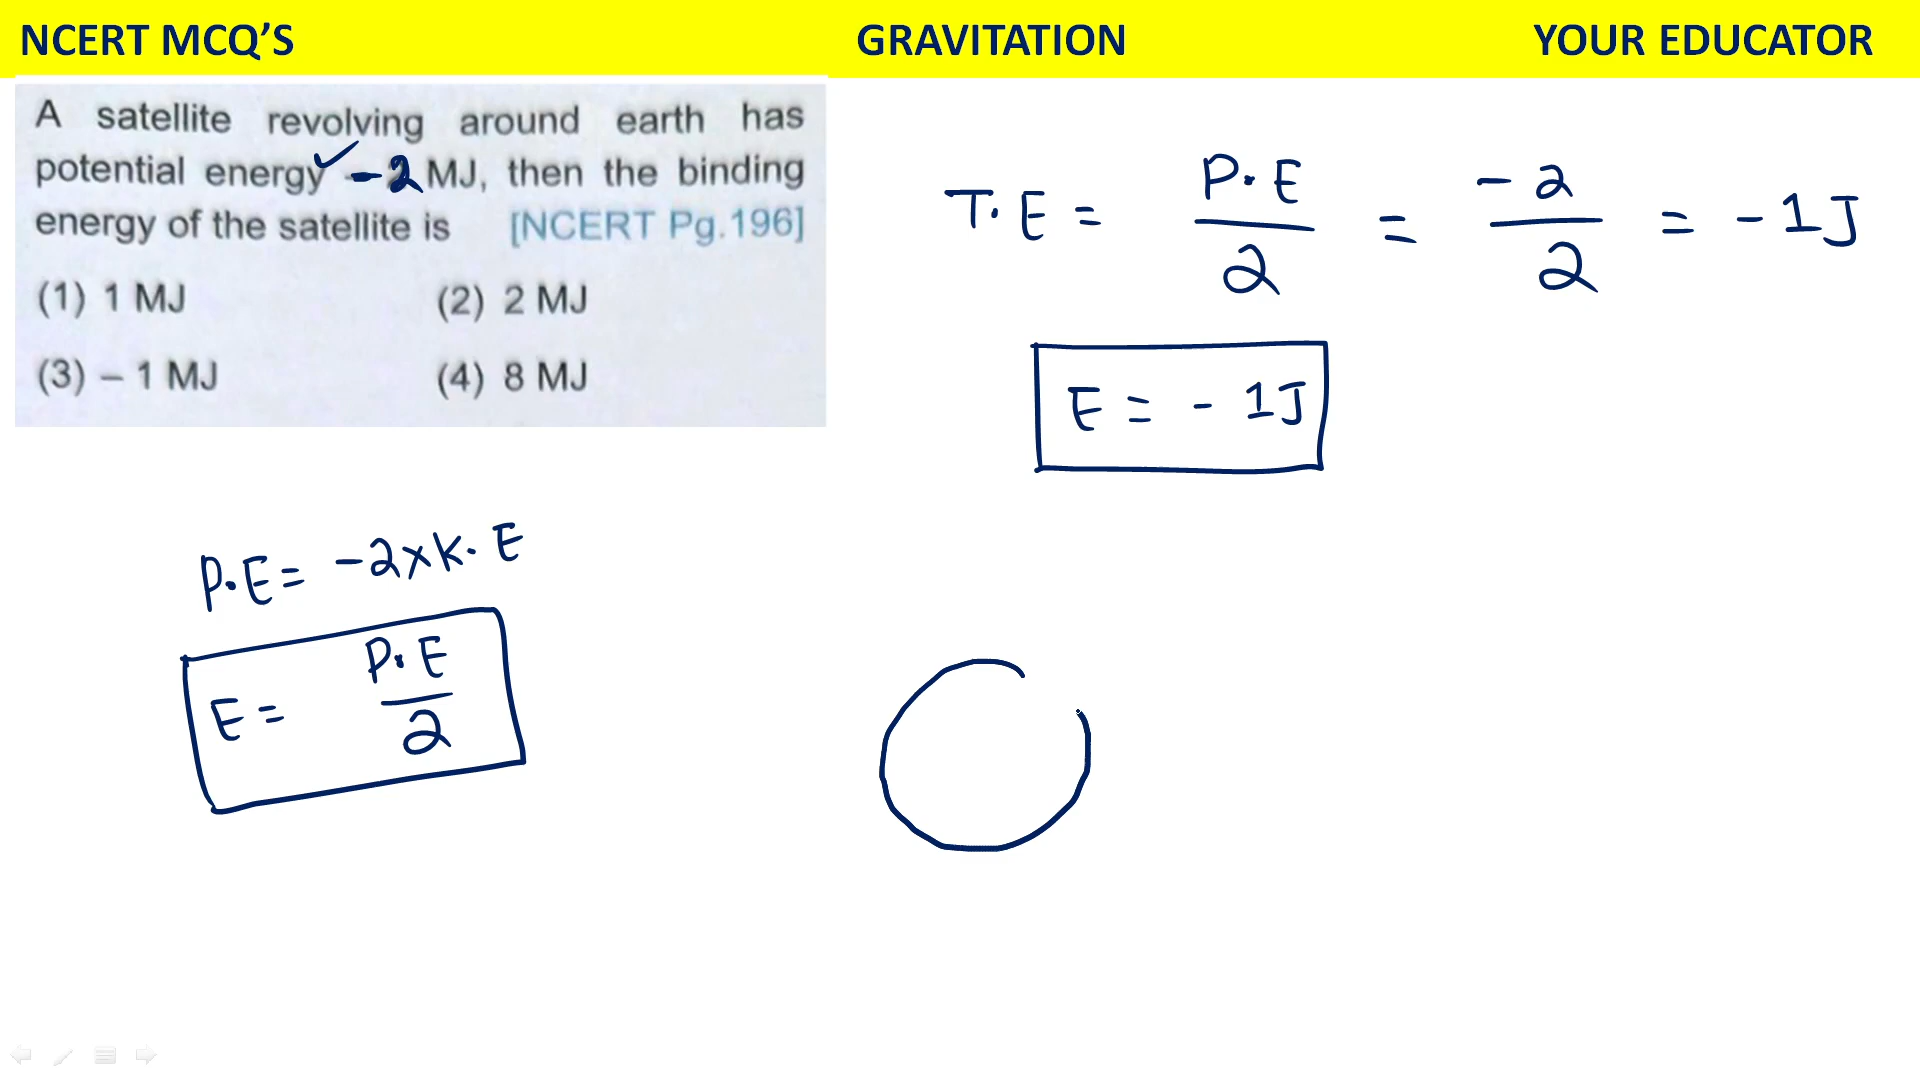 NCERT MCQ'S GRAVITATION YOUR EDUCATOR
A satellite revolving around earth has
potential energy -2 MJ, then the binding
energy of the satellite is [NCERT Pg.196]
(1) 1 MJ (2) 2 MJ
(3) – 1 MJ (4) 8 MJ
T.E = P.E/2 = -2/2 = -1J
E = - 1J
P.E = -2xK.E
E = P.E/2